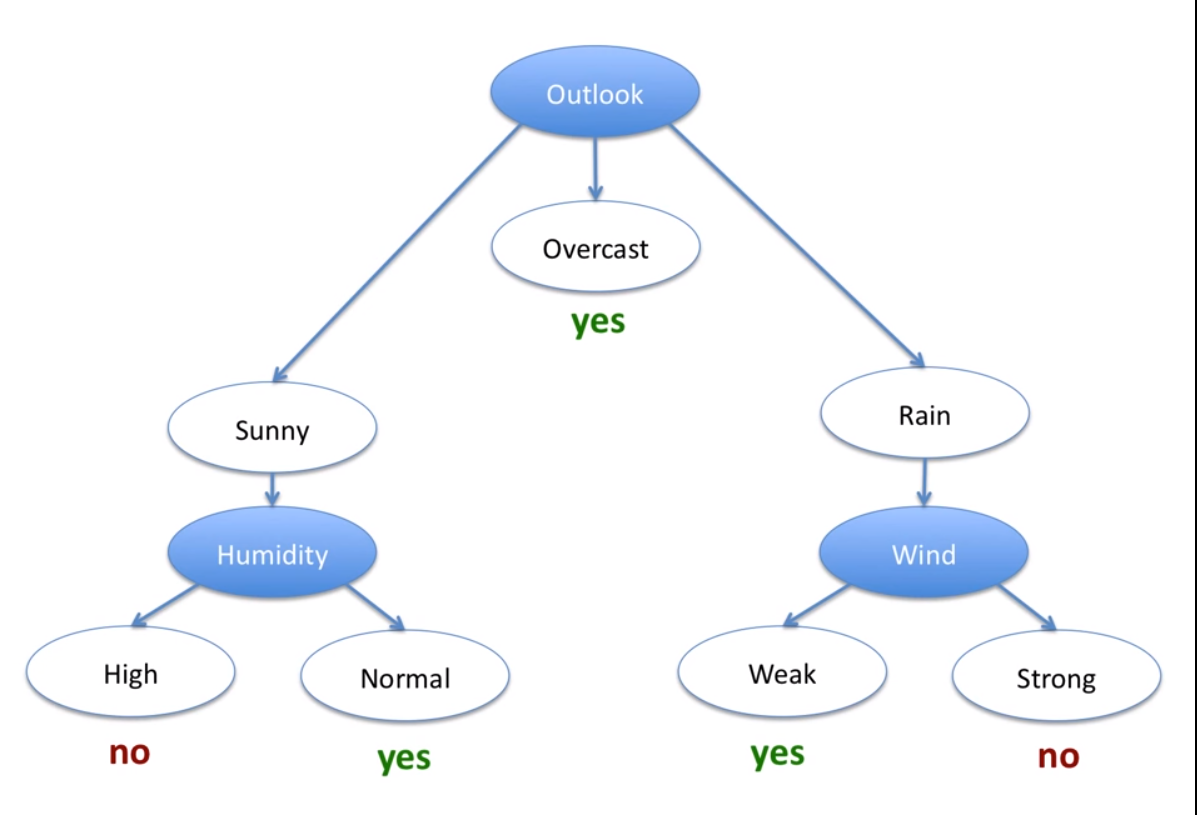 Outlook
Overcast
yes
Sunny
Rain
Humidity
Wind
High
Normal
Weak
Strong
no
yes
yes
no